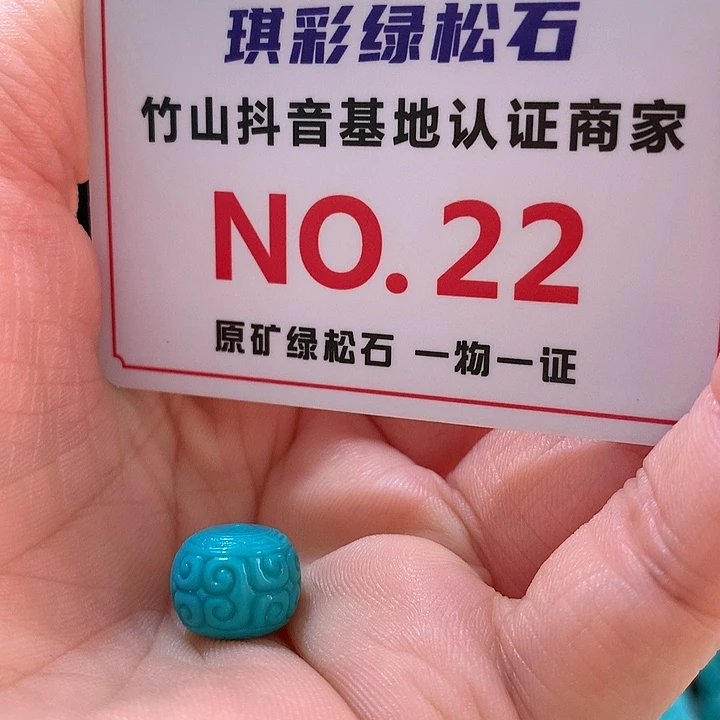 琪彩绿松石
竹山抖音基地认证商家
NO.22
原矿绿松石 一物一证